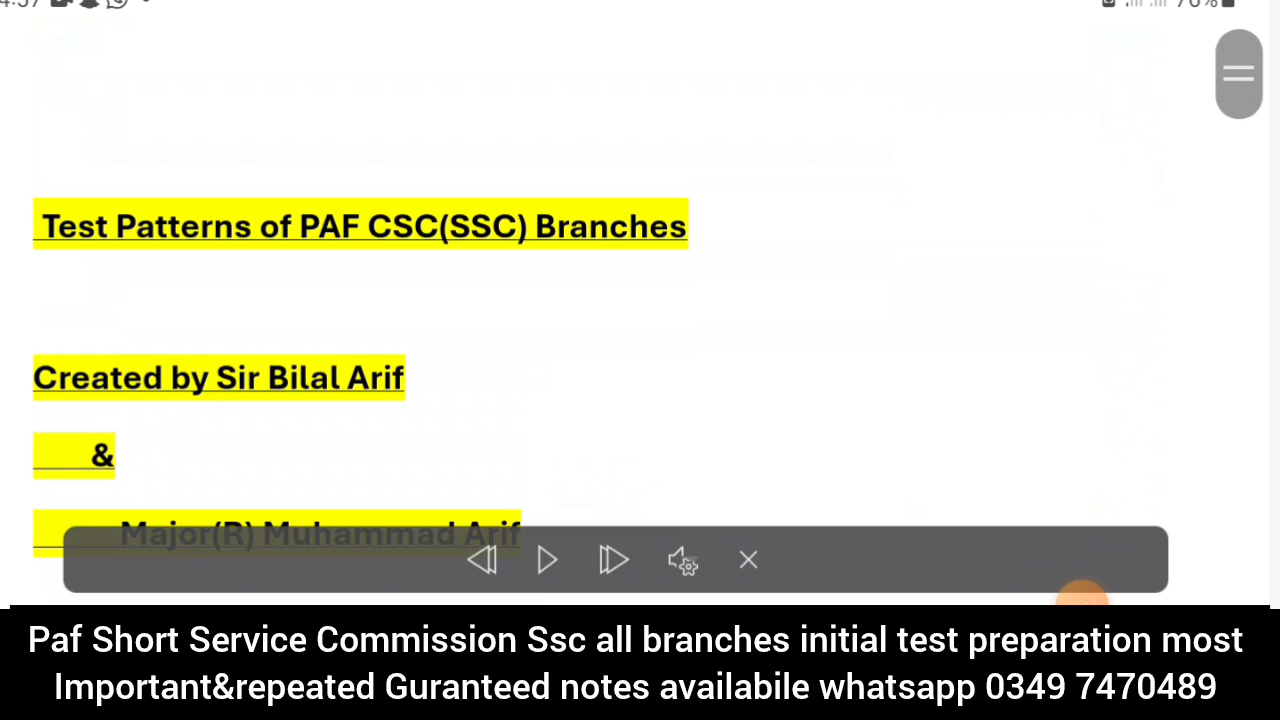 76%
Test Patterns of PAF CSC(SSC) Branches
Created by Sir Bilal Arif
&
Major(R) Muhammad Arif
Paf Short Service Commission Ssc all branches initial test preparation most
Important&repeated Guranteed notes availabile whatsapp 0349 7470489